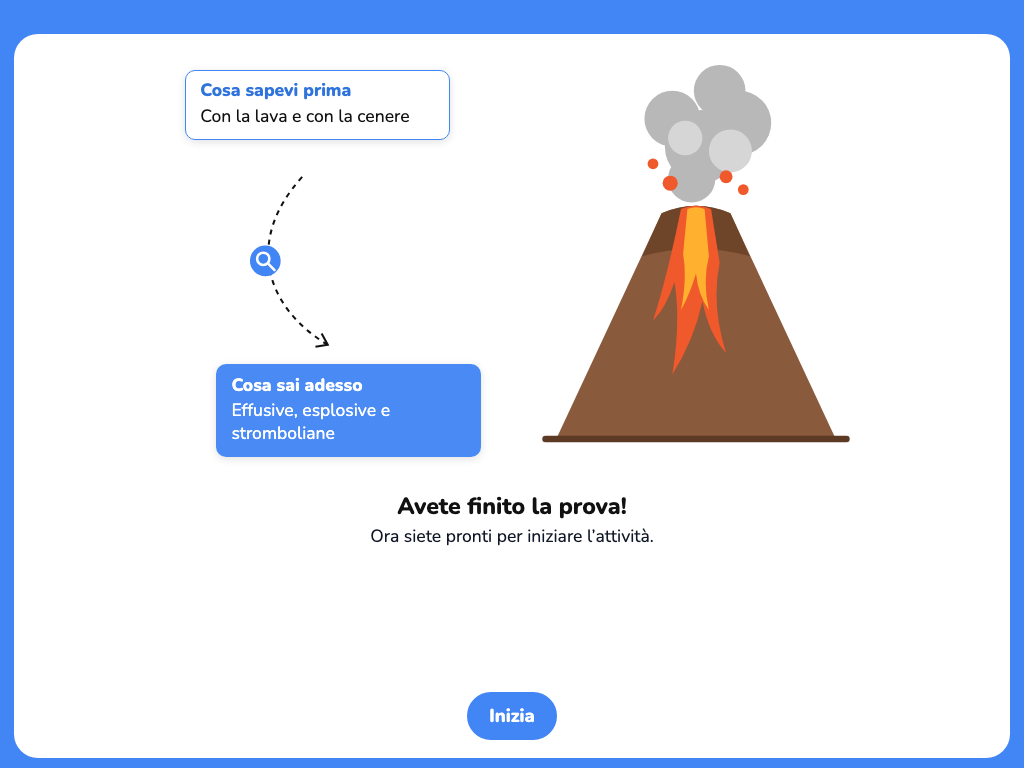 Cosa sapevi prima
Con la lava e con la cenere
Cosa sai adesso
Effusive, esplosive e
stromboliane
Avete finito la prova!
Ora siete pronti per iniziare l’attività.
Inizia